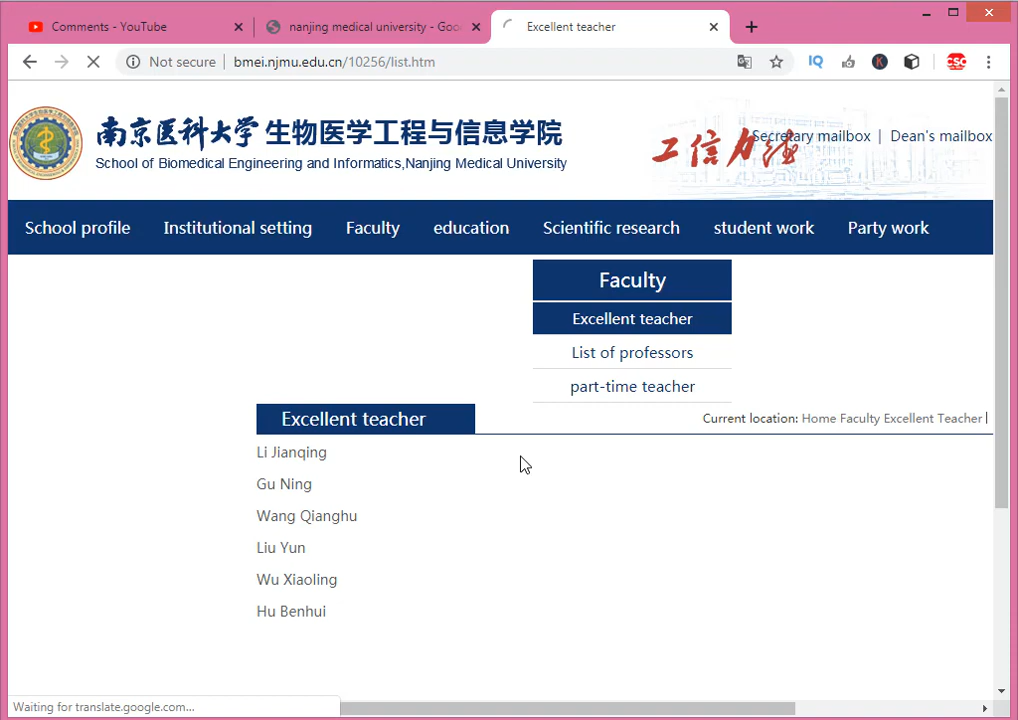 Comments - YouTube
nanjing medical university - Goo
Excellent teacher
Not secure | bmei.njmu.edu.cn/10256/list.htm
IQ
K
CSC
南京医科大学 生物医学工程与信息学院
School of Biomedical Engineering and Informatics,Nanjing Medical University
工信力强
Secretary mailbox | Dean's mailbox
School profile
Institutional setting
Faculty
education
Scientific research
student work
Party work
Faculty
Excellent teacher
List of professors
part-time teacher
Excellent teacher
Current location: Home Faculty Excellent Teacher |
Li Jianqing
Gu Ning
Wang Qianghu
Liu Yun
Wu Xiaoling
Hu Benhui
Waiting for translate.google.com...